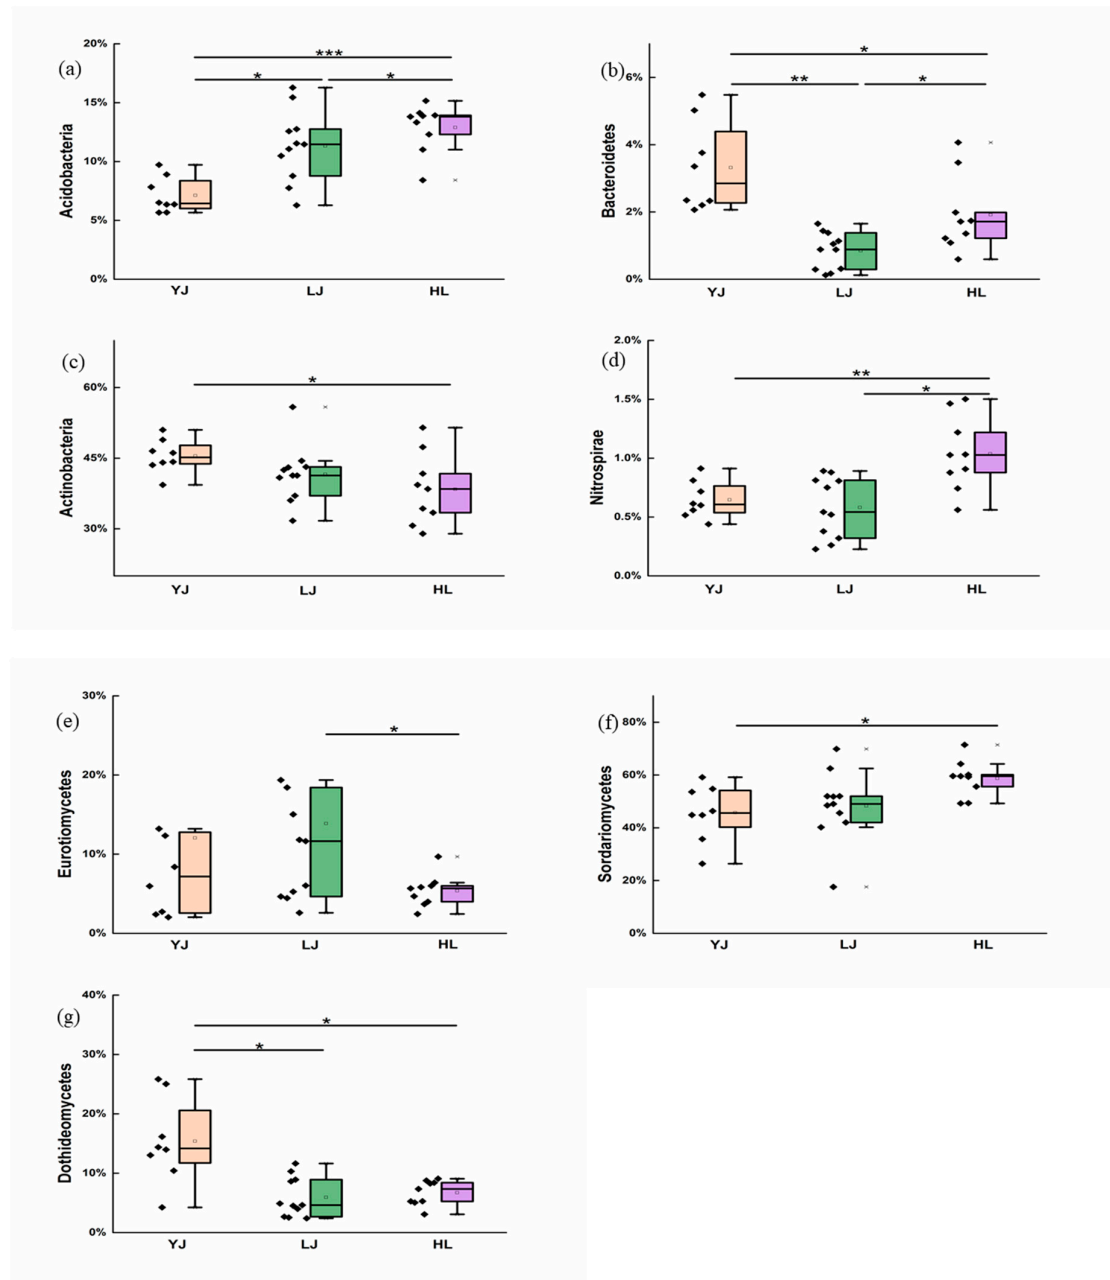 (a)
Acidobacteria
20%
15%
10%
5%
0%
***
*
*
YJ
LJ
HL
(b)
Bacteroidetes
6%
4%
2%
0%
*
**
*
YJ
LJ
HL
(c)
Actinobacteria
60%
45%
30%
*
YJ
LJ
HL
(d)
Nitrospirae
2.0%
1.5%
1.0%
0.5%
0.0%
**
*
YJ
LJ
HL
(e)
Eurotiomycetes
30%
20%
10%
0%
*
YJ
LJ
HL
(f)
Sordariomycetes
80%
60%
40%
20%
0%
*
YJ
LJ
HL
(g)
Dothideomycetes
40%
30%
20%
10%
0%
*
*
YJ
LJ
HL